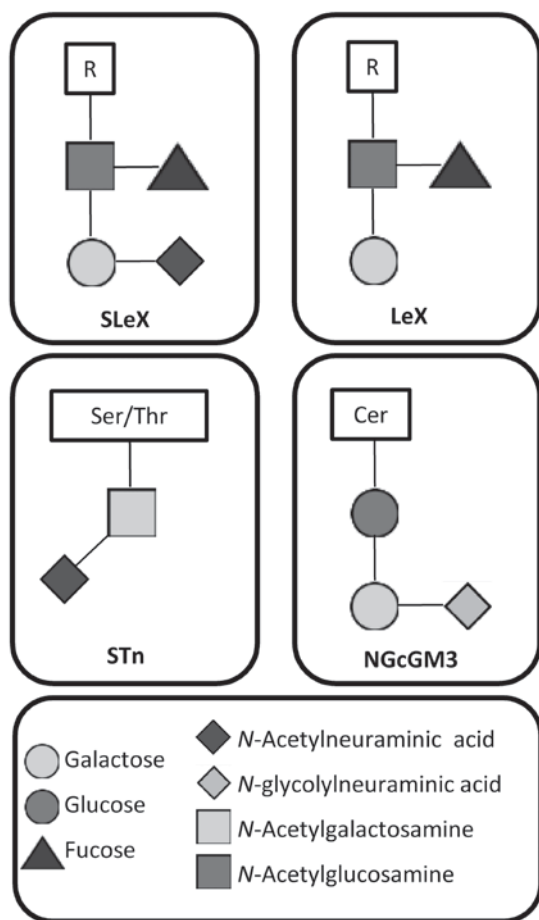 R
SLeX
R
LeX
Ser/Thr
STn
Cer
NGcGM3
Galactose
Glucose
Fucose
N-Acetylneuraminic acid
N-glycolylneuraminic acid
N-Acetylgalactosamine
N-Acetylglucosamine